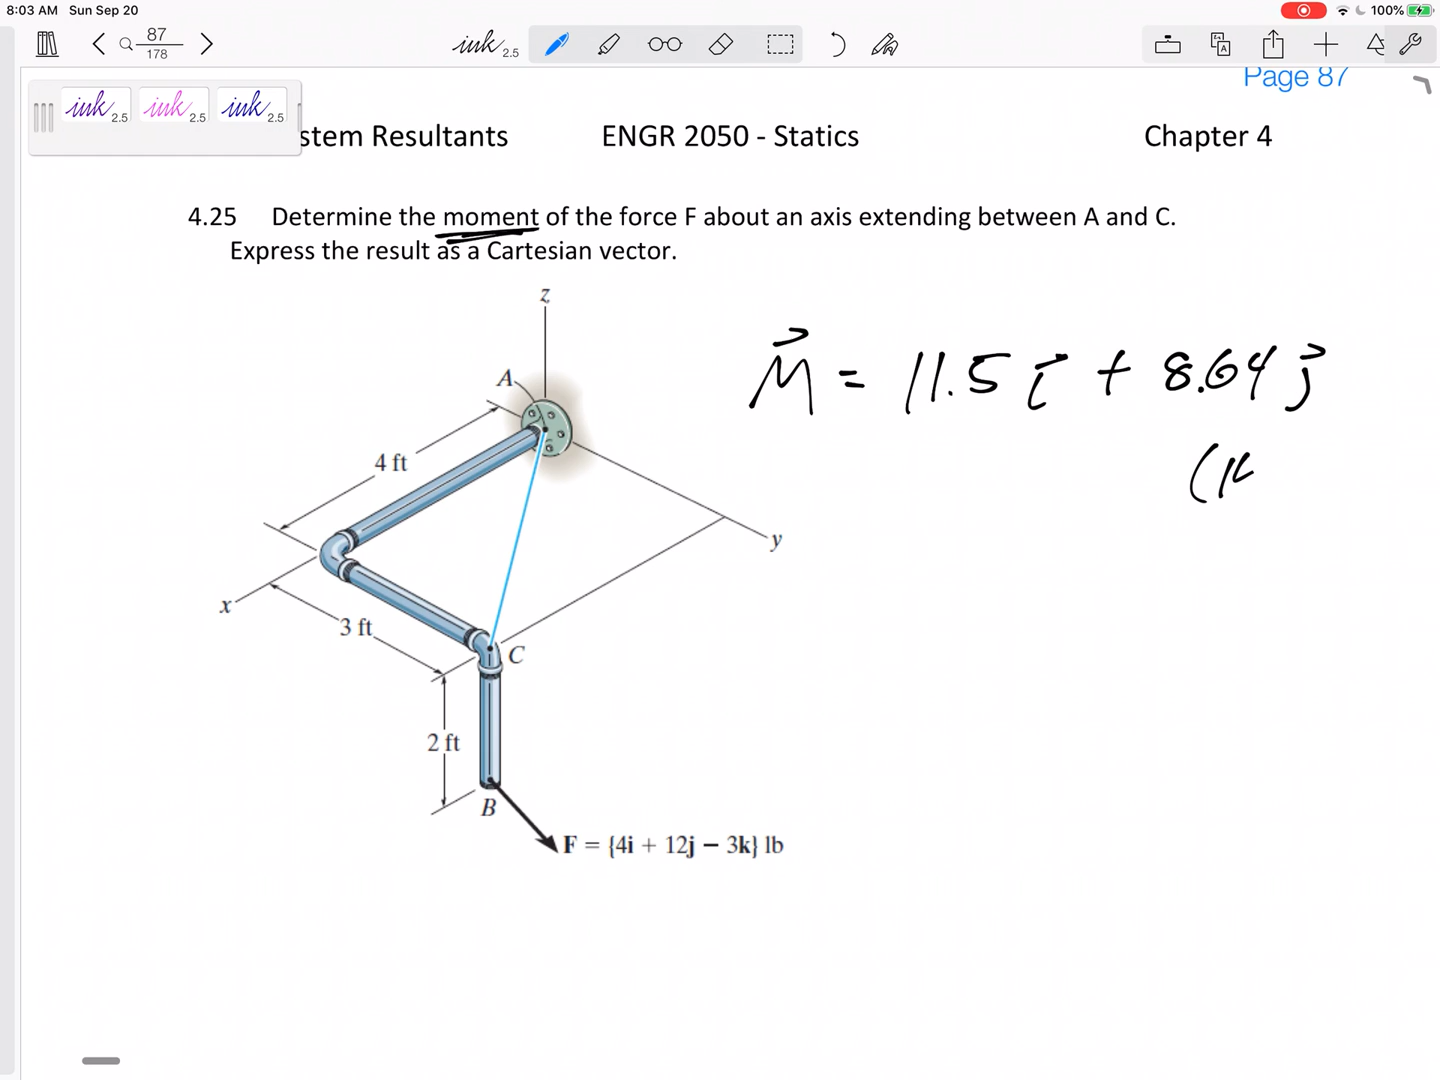 8:03 AM Sun Sep 20
100%
87
178
ink 2.5
Page 87
ink 2.5 ink 2.5 ink 2.5
stem Resultants ENGR 2050 - Statics Chapter 4
4.25 Determine the moment of the force F about an axis extending between A and C.
Express the result as a Cartesian vector.
z
M = 11.5 i + 8.64 j
A
4 ft
y
x
3 ft
C
2 ft
B
F = {4i + 12j − 3k} lb